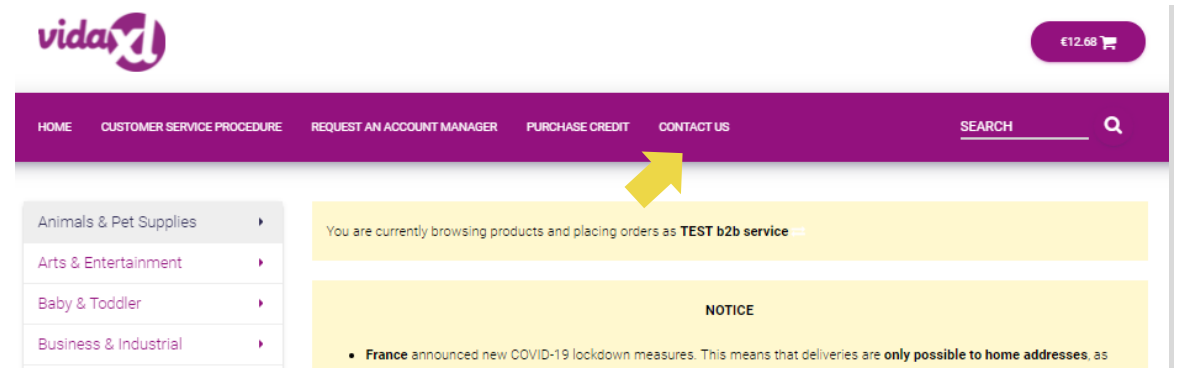 vidaXL
€12.68
HOME CUSTOMER SERVICE PROCEDURE REQUEST AN ACCOUNT MANAGER PURCHASE CREDIT CONTACT US SEARCH
Animals & Pet Supplies
Arts & Entertainment
Baby & Toddler
Business & Industrial
You are currently browsing products and placing orders as TEST b2b service
NOTICE
• France announced new COVID-19 lockdown measures. This means that deliveries are only possible to home addresses, as